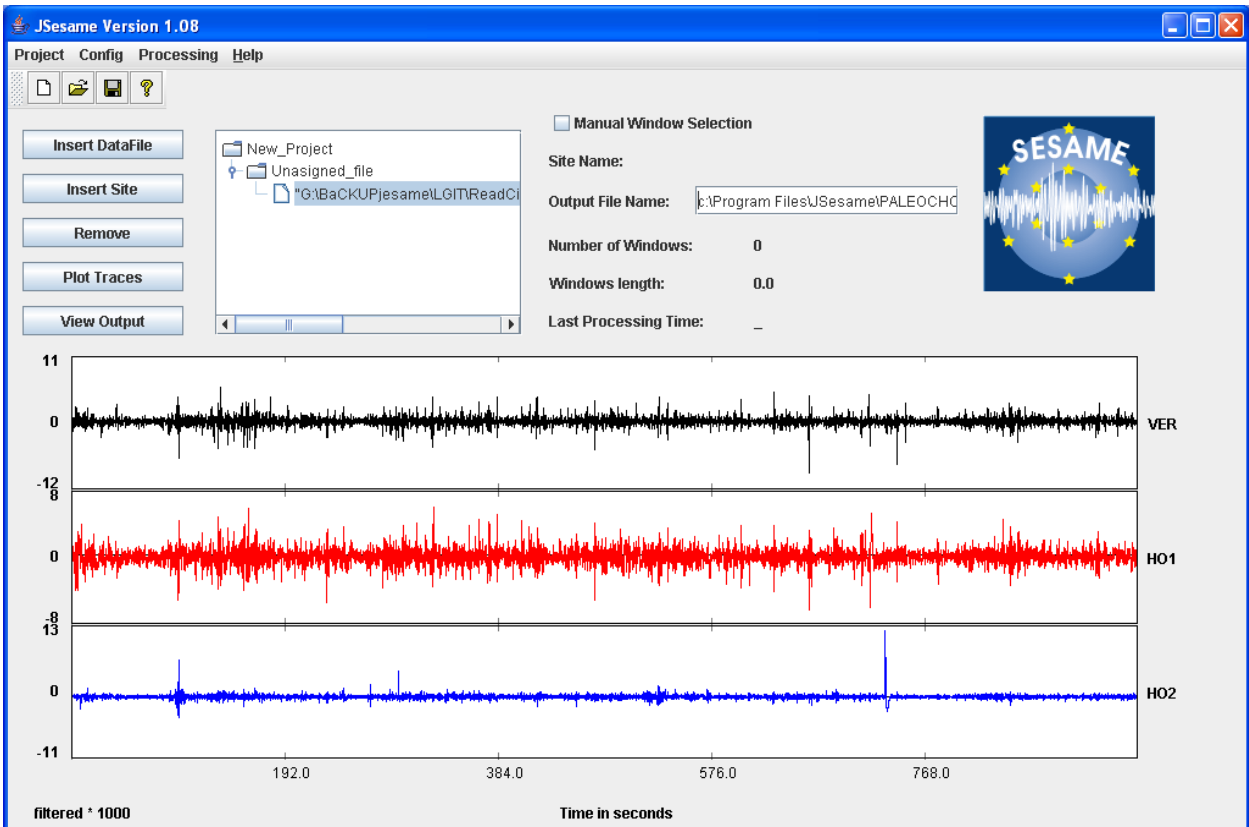 JSesame Version 1.08
Project Config Processing Help
Insert DataFile
Insert Site
Remove
Plot Traces
View Output
New_Project
Unasigned_file
"G:\BaCKUPjesame\LGIT\ReadCi
Manual Window Selection
Site Name:
Output File Name: c:\Program Files\JSesame\PALEOCHO
Number of Windows: 0
Windows length: 0.0
Last Processing Time: _
SESAME
11
0
-12
VER
8
0
-8
HO1
13
0
-11
HO2
192.0 384.0 576.0 768.0
filtered * 1000 Time in seconds